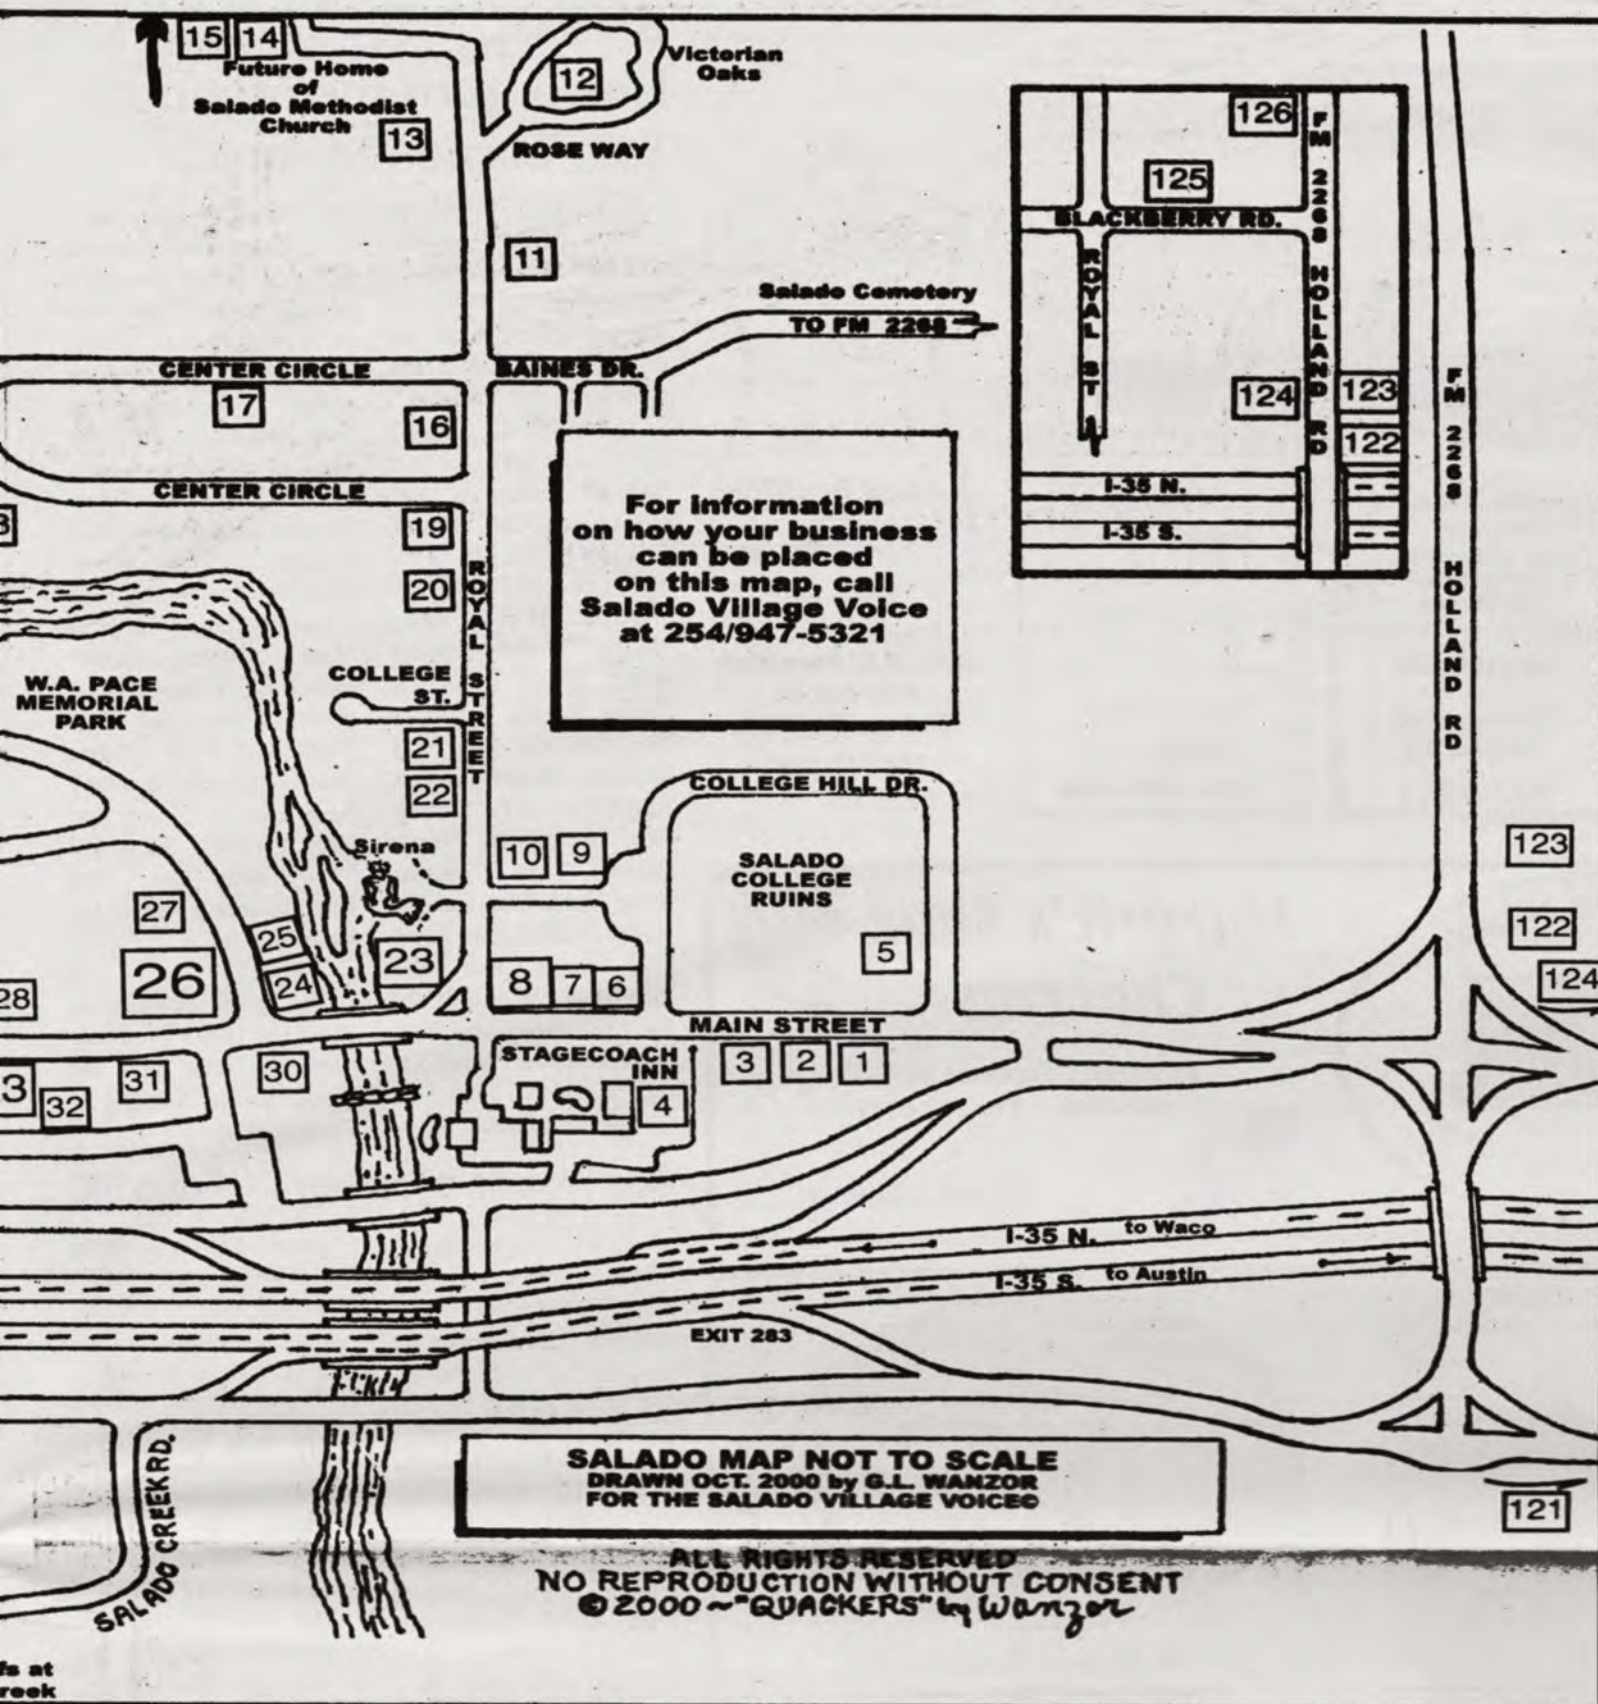 15
14
Future Home
of
Salado Methodist
Church
13
12
Victorian
Oaks
ROSE WAY
11
Salado Cemetery
TO FM 2268
CENTER CIRCLE
BAINES DR.
17
16
CENTER CIRCLE
19
20
ROYAL STREET
COLLEGE
ST.
21
22
W.A. PACE
MEMORIAL
PARK
For information
on how your business
can be placed
on this map, call
Salado Village Voice
at 254/947-5321
126
125
BLACKBERRY RD.
ROYAL ST
FM 2268 HOLLAND RD
124
123
122
I-35 N.
I-35 S.
FM 2268 HOLLAND RD
COLLEGE HILL DR.
SALADO
COLLEGE
RUINS
5
Sirena
10
9
27
25
26
24
23
8
7
6
28
123
122
124
MAIN STREET
STAGECOACH
INN
3
2
1
4
30
31
32
3
I-35 N. to Waco
I-35 S. to Austin
EXIT 283
SALADO CREEK RD.
SALADO MAP NOT TO SCALE
DRAWN OCT. 2000 by G.L. WANZOR
FOR THE SALADO VILLAGE VOICE©
121
ALL RIGHTS RESERVED
NO REPRODUCTION WITHOUT CONSENT
© 2000 ~ "QUACKERS" by Wanzor
fs at
reek